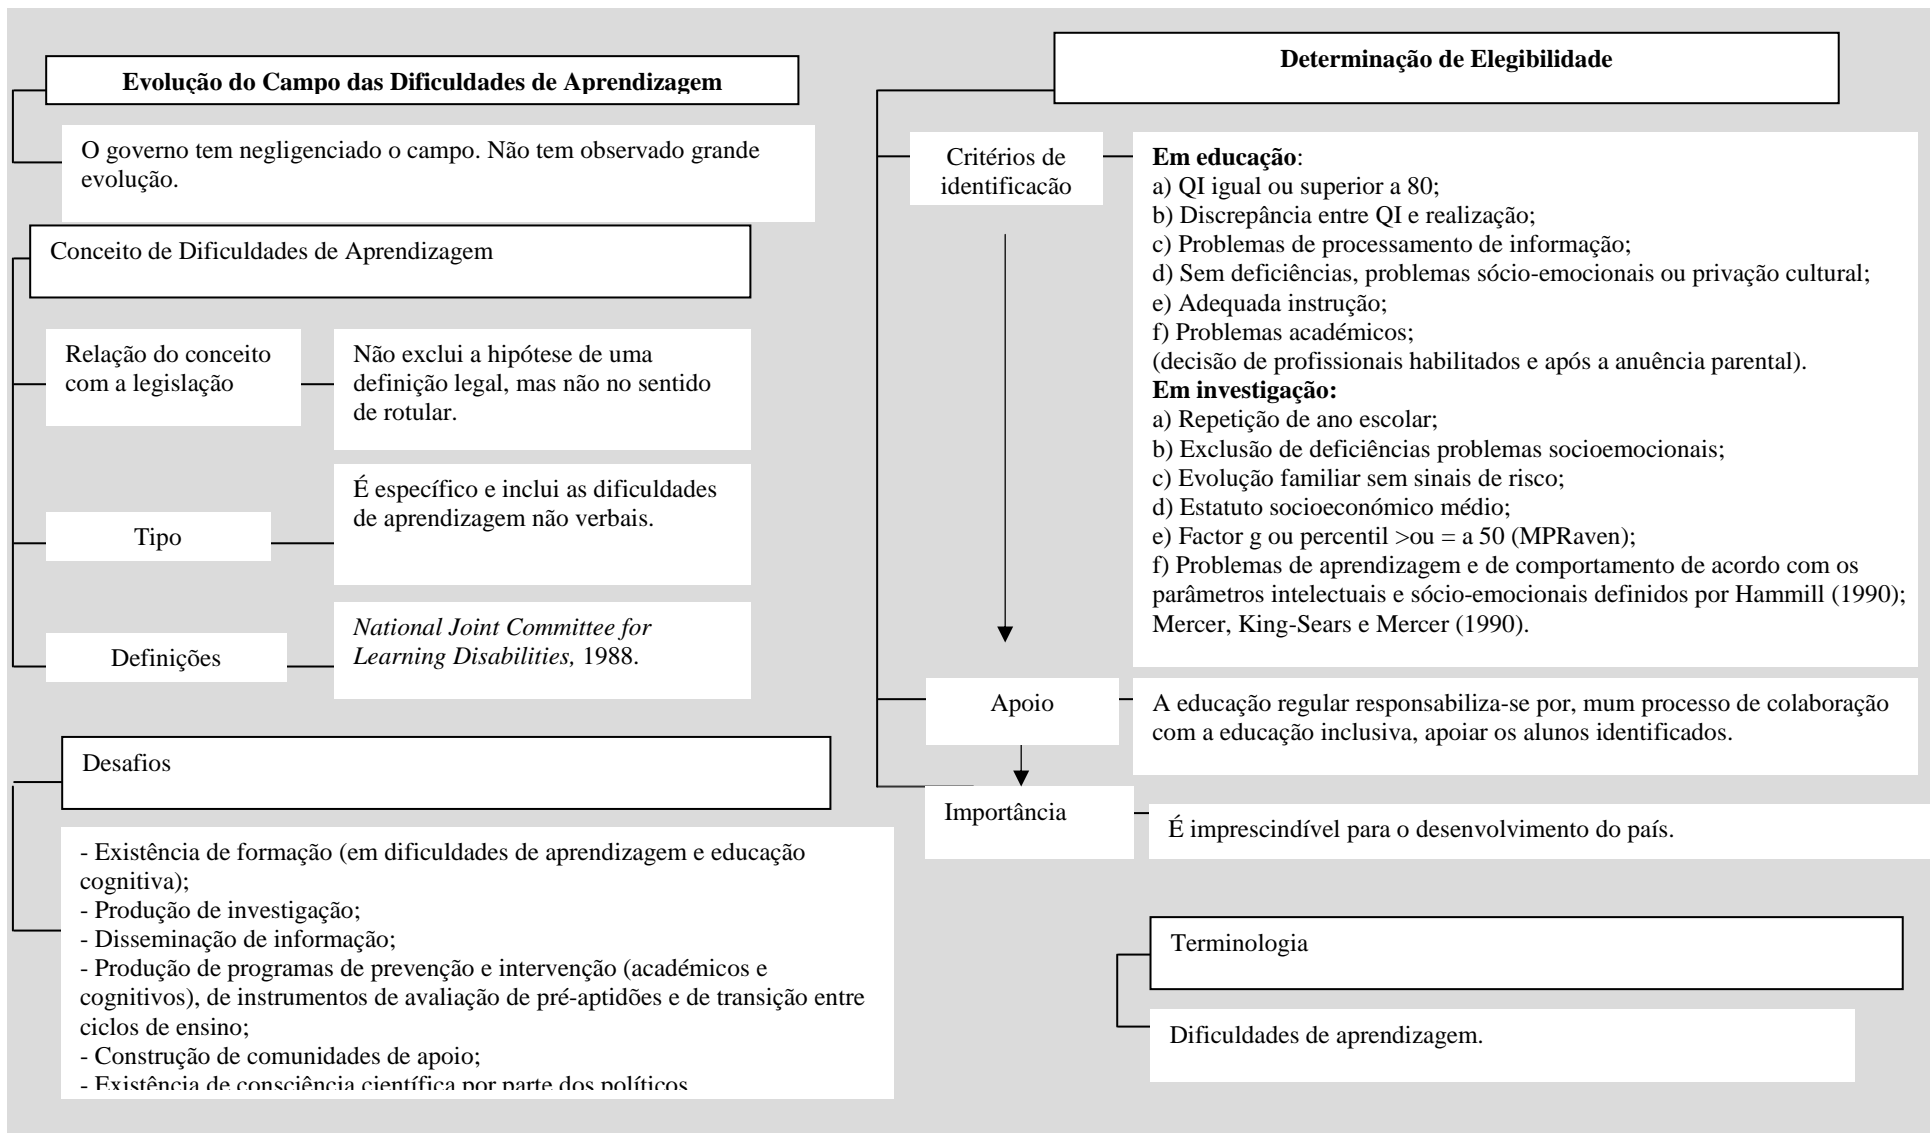 Evolução do Campo das Dificuldades de Aprendizagem
O governo tem negligenciado o campo. Não tem observado grande
evolução.
Conceito de Dificuldades de Aprendizagem
Relação do conceito
com a legislação
Não exclui a hipótese de uma
definição legal, mas não no sentido
de rotular.
Tipo
É específico e inclui as dificuldades
de aprendizagem não verbais.
Definições
National Joint Committee for
Learning Disabilities, 1988.
Desafios
- Existência de formação (em dificuldades de aprendizagem e educação
cognitiva);
- Produção de investigação;
- Disseminação de informação;
- Produção de programas de prevenção e intervenção (académicos e
cognitivos), de instrumentos de avaliação de pré-aptidões e de transição entre
ciclos de ensino;
- Construção de comunidades de apoio;
- Existência de consciência científica por parte dos políticos
Determinação de Elegibilidade
Critérios de
identificacão
Em educação:
a) QI igual ou superior a 80;
b) Discrepância entre QI e realização;
c) Problemas de processamento de informação;
d) Sem deficiências, problemas sócio-emocionais ou privação cultural;
e) Adequada instrução;
f) Problemas académicos;
(decisão de profissionais habilitados e após a anuência parental).
Em investigação:
a) Repetição de ano escolar;
b) Exclusão de deficiências problemas socioemocionais;
c) Evolução familiar sem sinais de risco;
d) Estatuto socioeconómico médio;
e) Factor g ou percentil >ou = a 50 (MPRaven);
f) Problemas de aprendizagem e de comportamento de acordo com os
parâmetros intelectuais e sócio-emocionais definidos por Hammill (1990);
Mercer, King-Sears e Mercer (1990).
Apoio
A educação regular responsabiliza-se por, mum processo de colaboração
com a educação inclusiva, apoiar os alunos identificados.
Importância
É imprescindível para o desenvolvimento do país.
Terminologia
Dificuldades de aprendizagem.